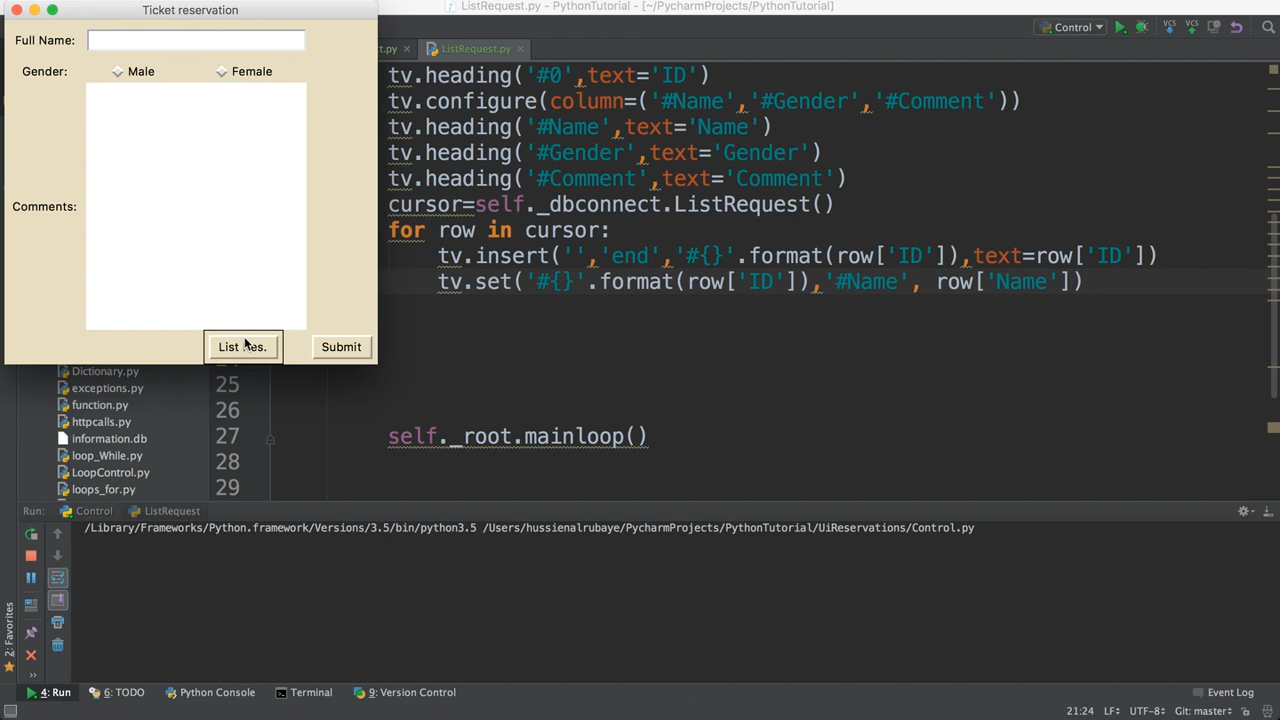 Ticket reservation
ListRequest.py - PythonTutorial - [~/PycharmProjects/PythonTutorial]
Full Name:
Control
ct.py
ListRequest.py
Gender: Male Female
Comments:
List Res.
Submit
tv.heading('#0',text='ID')
tv.configure(column=('#Name','#Gender','#Comment'))
tv.heading('#Name',text='Name')
tv.heading('#Gender',text='Gender')
tv.heading('#Comment',text='Comment')
cursor=self._dbconnect.ListRequest()
for row in cursor:
tv.insert('','end','#{}'.format(row['ID']),text=row['ID'])
tv.set('#{}'.format(row['ID']),'#Name', row['Name'])
self._root.mainloop()
Dictionary.py
exceptions.py
function.py
httpcalls.py
information.db
loop_While.py
LoopControl.py
loops_for.py
25
26
27
28
29
Run: Control ListRequest
/Library/Frameworks/Python.framework/Versions/3.5/bin/python3.5 /Users/hussienalrubaye/PycharmProjects/PythonTutorial/UiReservations/Control.py
2: Favorites
4: Run 6: TODO Python Console Terminal 9: Version Control Event Log
21:24 LF UTF-8 Git: master